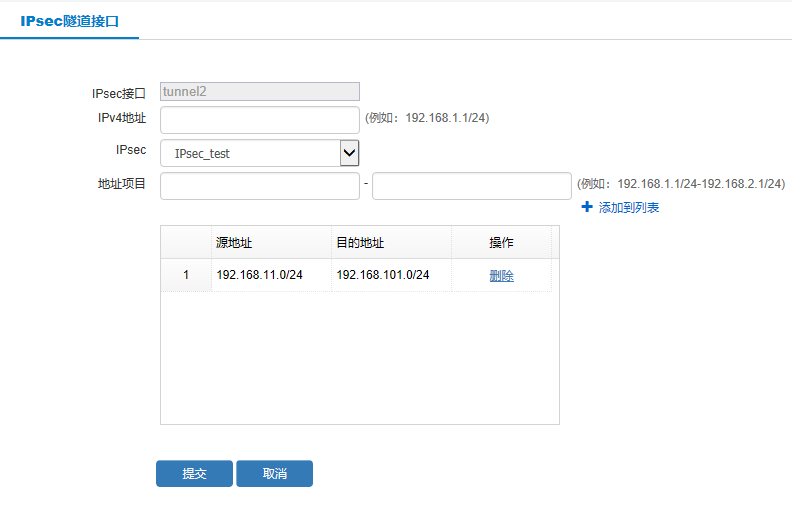 IPsec隧道接口
IPsec接口 tunnel2
IPv4地址 (例如：192.168.1.1/24)
IPsec IPsec_test
地址项目 - (例如：192.168.1.1/24-192.168.2.1/24)
添加到列表
源地址 目的地址 操作
1 192.168.11.0/24 192.168.101.0/24 删除
提交 取消